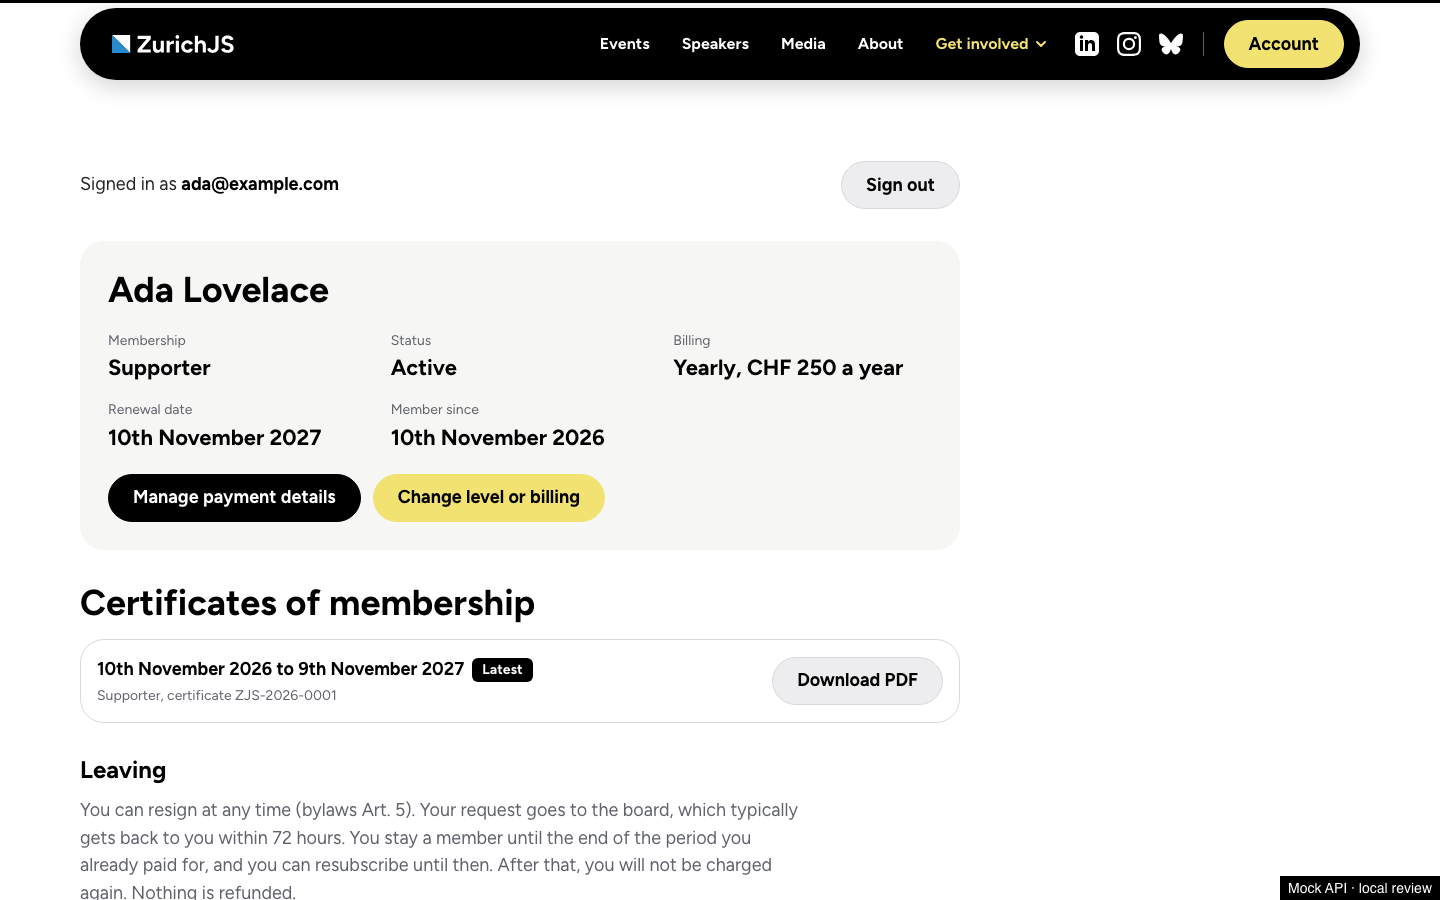 ZurichJS
Events
Speakers
Media
About
Get involved
Account
Signed in as ada@example.com
Sign out
Ada Lovelace
Membership
Supporter
Status
Active
Billing
Yearly, CHF 250 a year
Renewal date
10th November 2027
Member since
10th November 2026
Manage payment details
Change level or billing
Certificates of membership
10th November 2026 to 9th November 2027 Latest
Supporter, certificate ZJS-2026-0001
Download PDF
Leaving
You can resign at any time (bylaws Art. 5). Your request goes to the board, which typically
gets back to you within 72 hours. You stay a member until the end of the period you
already paid for, and you can resubscribe until then. After that, you will not be charged
again. Nothing is refunded.
Mock API · local review